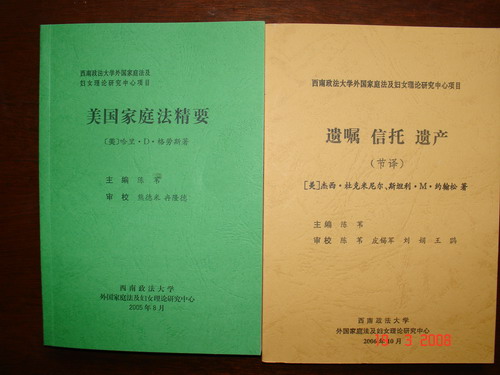 西南政法大学外国家庭法及
妇女理论研究中心项目
美国家庭法精要
[美]哈里·D·格劳斯著
主编 陈苇
审校 熊德米 冉隆德
西南政法大学
外国家庭法及妇女理论研究中心
2005年8月
西南政法大学外国家庭法及妇女理论研究中心项目
遗嘱 信托 遗产
(节译)
[美]杰西·杜克米尼尔、斯坦利·M·约翰松 著
主编 陈苇
审校 陈苇 皮锡军 刘娟 王鹍
西南政法大学
外国家庭法及妇女理论研究中心
2006年10月
10 3 2008